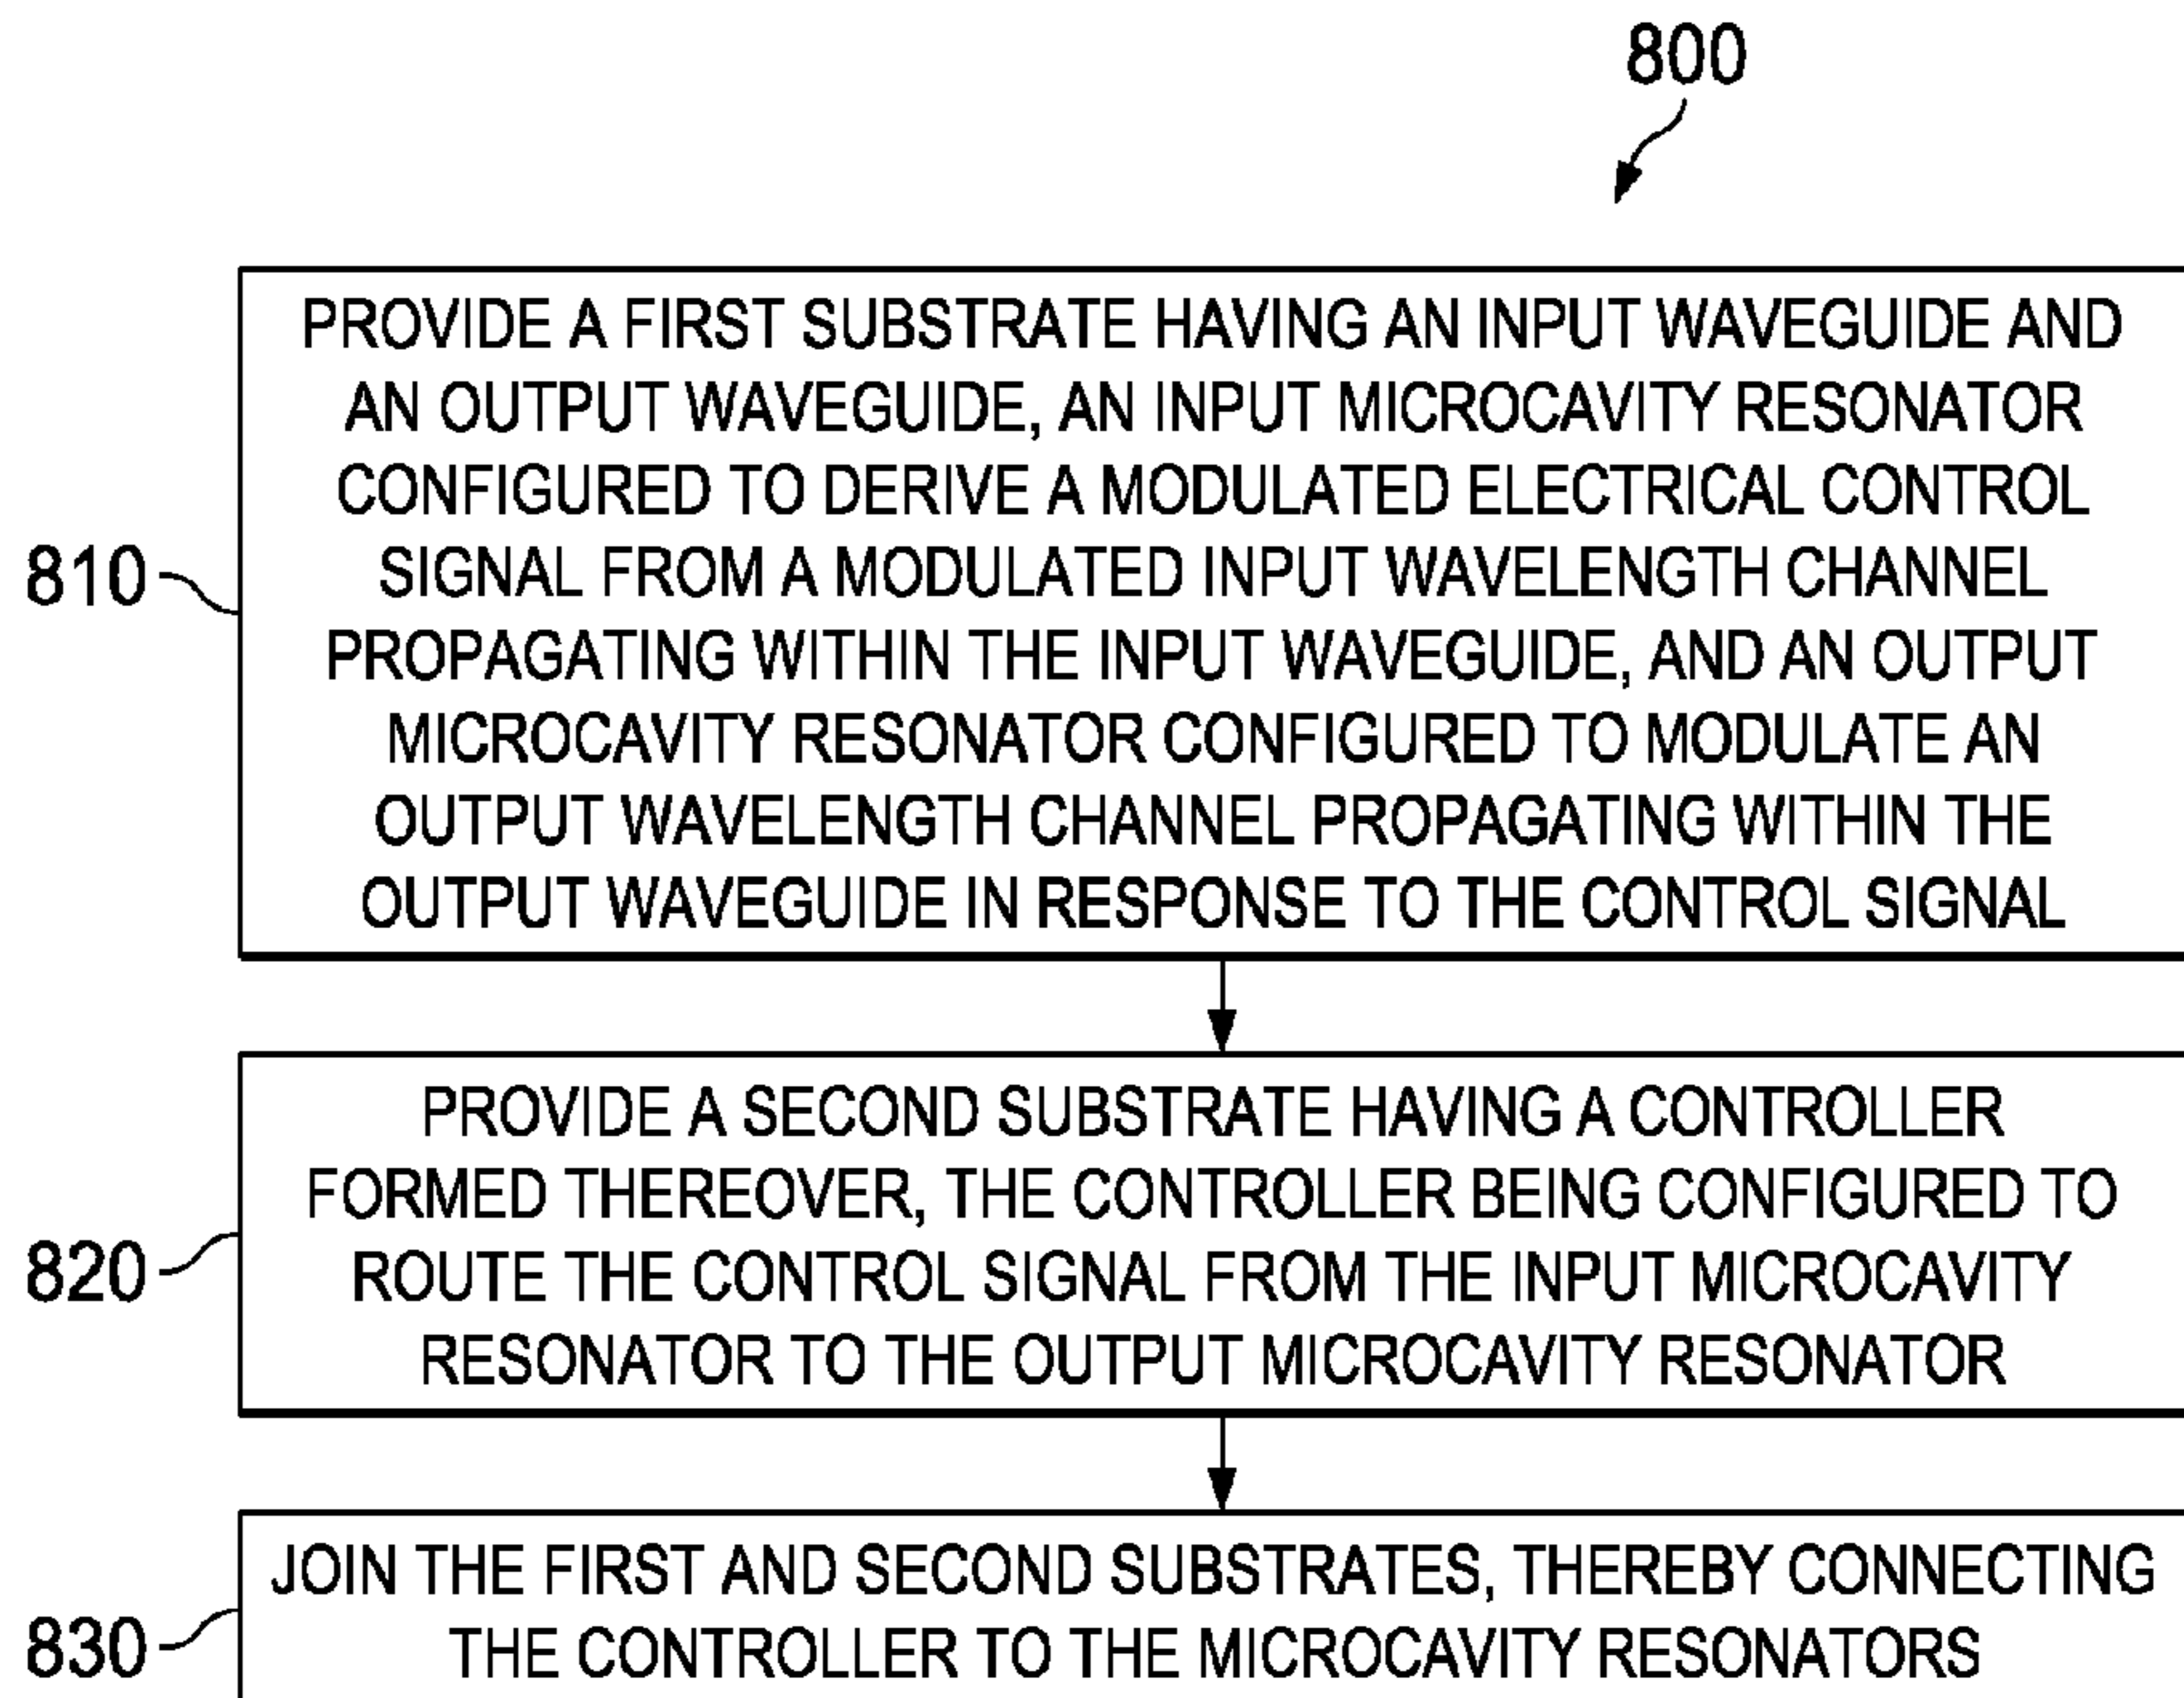 800
PROVIDE A FIRST SUBSTRATE HAVING AN INPUT WAVEGUIDE AND
AN OUTPUT WAVEGUIDE, AN INPUT MICROCAVITY RESONATOR
CONFIGURED TO DERIVE A MODULATED ELECTRICAL CONTROL
SIGNAL FROM A MODULATED INPUT WAVELENGTH CHANNEL
810
PROPAGATING WITHIN THE INPUT WAVEGUIDE, AND AN OUTPUT
MICROCAVITY RESONATOR CONFIGURED TO MODULATE AN
OUTPUT WAVELENGTH CHANNEL PROPAGATING WITHIN THE
OUTPUT WAVEGUIDE IN RESPONSE TO THE CONTROL SIGNAL
PROVIDE A SECOND SUBSTRATE HAVING A CONTROLLER
FORMED THEREOVER, THE CONTROLLER BEING CONFIGURED TO
820
ROUTE THE CONTROL SIGNAL FROM THE INPUT MICROCAVITY
RESONATOR TO THE OUTPUT MICROCAVITY RESONATOR
JOIN THE FIRST AND SECOND SUBSTRATES, THEREBY CONNECTING
830
THE CONTROLLER TO THE MICROCAVITY RESONATORS